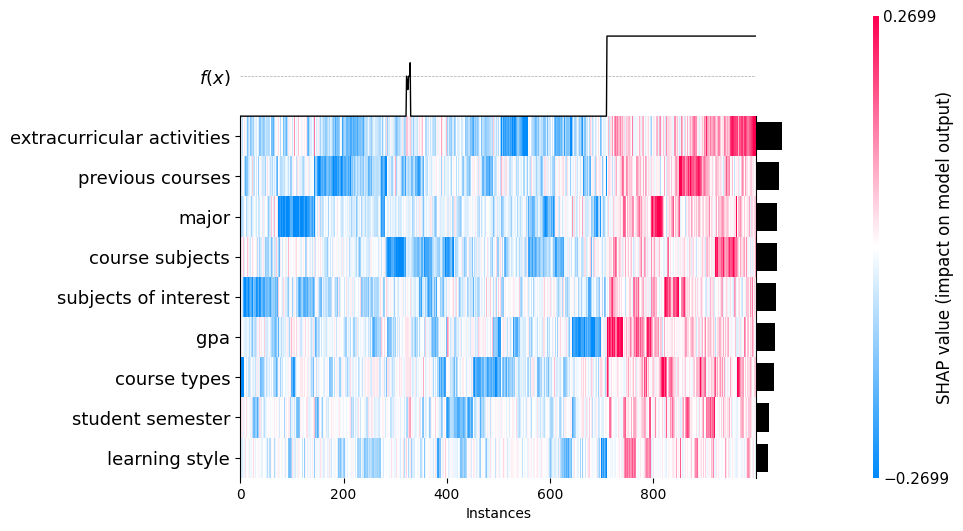 0.2699
f(x)
extracurricular activities
previous courses
major
course subjects
subjects of interest
gpa
course types
student semester
learning style
SHAP value (impact on model output)
−0.2699
0 200 400 600 800
Instances